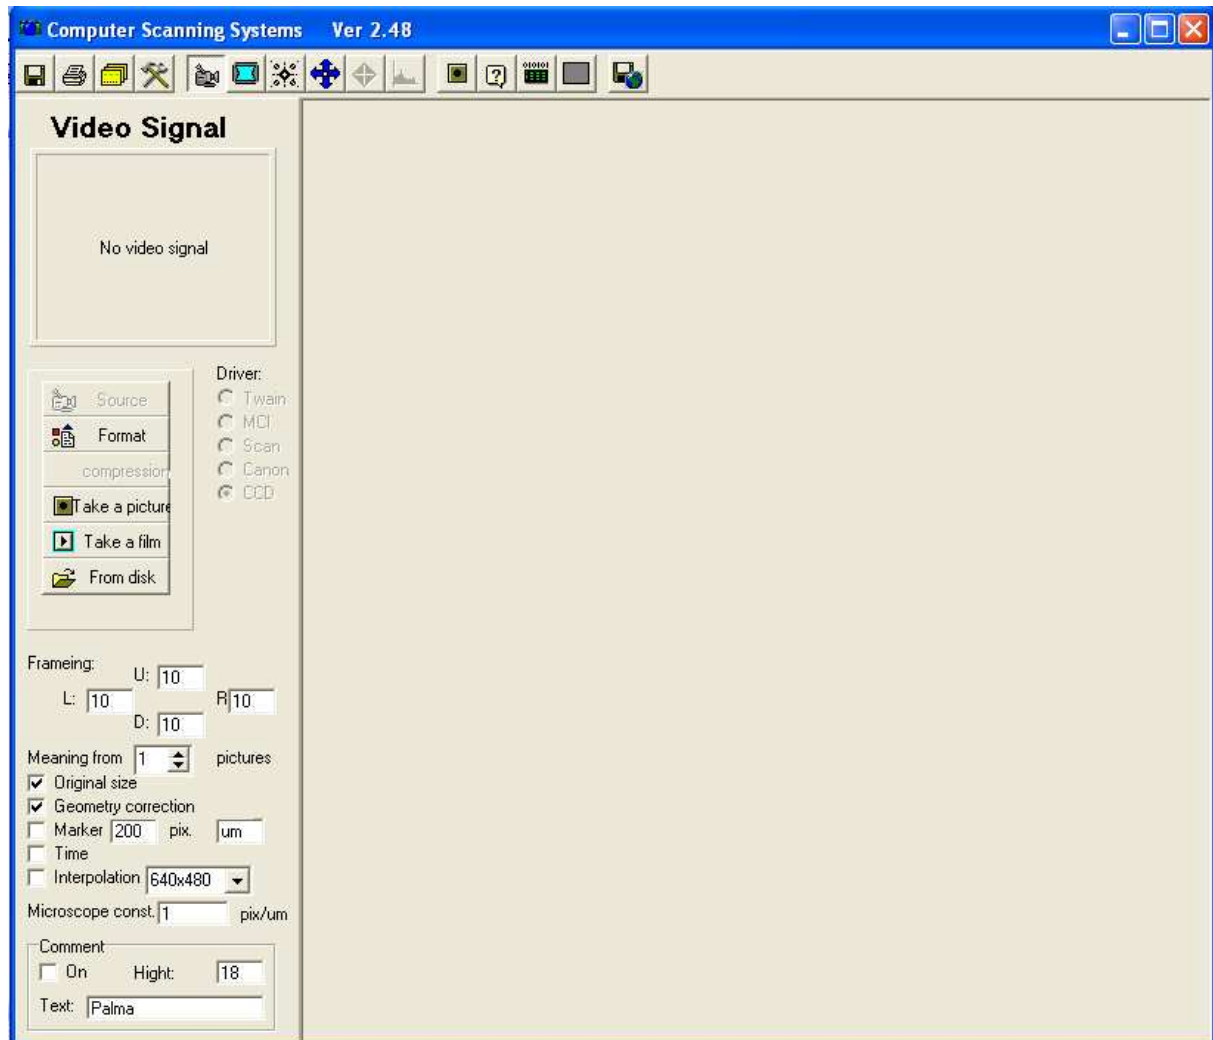 Computer Scanning Systems Ver 2.48
Video Signal
No video signal
Driver:
Source
Twain
Format
MCI
compression
Scan
Take a picture
Canon
Take a film
CCD
From disk
Frameing:
U: 10
L: 10 R 10
D: 10
Meaning from 1 pictures
Original size
Geometry correction
Marker 200 pix. um
Time
Interpolation 640x480
Microscope const. 1 pix/um
Comment
On Hight: 18
Text: Palma